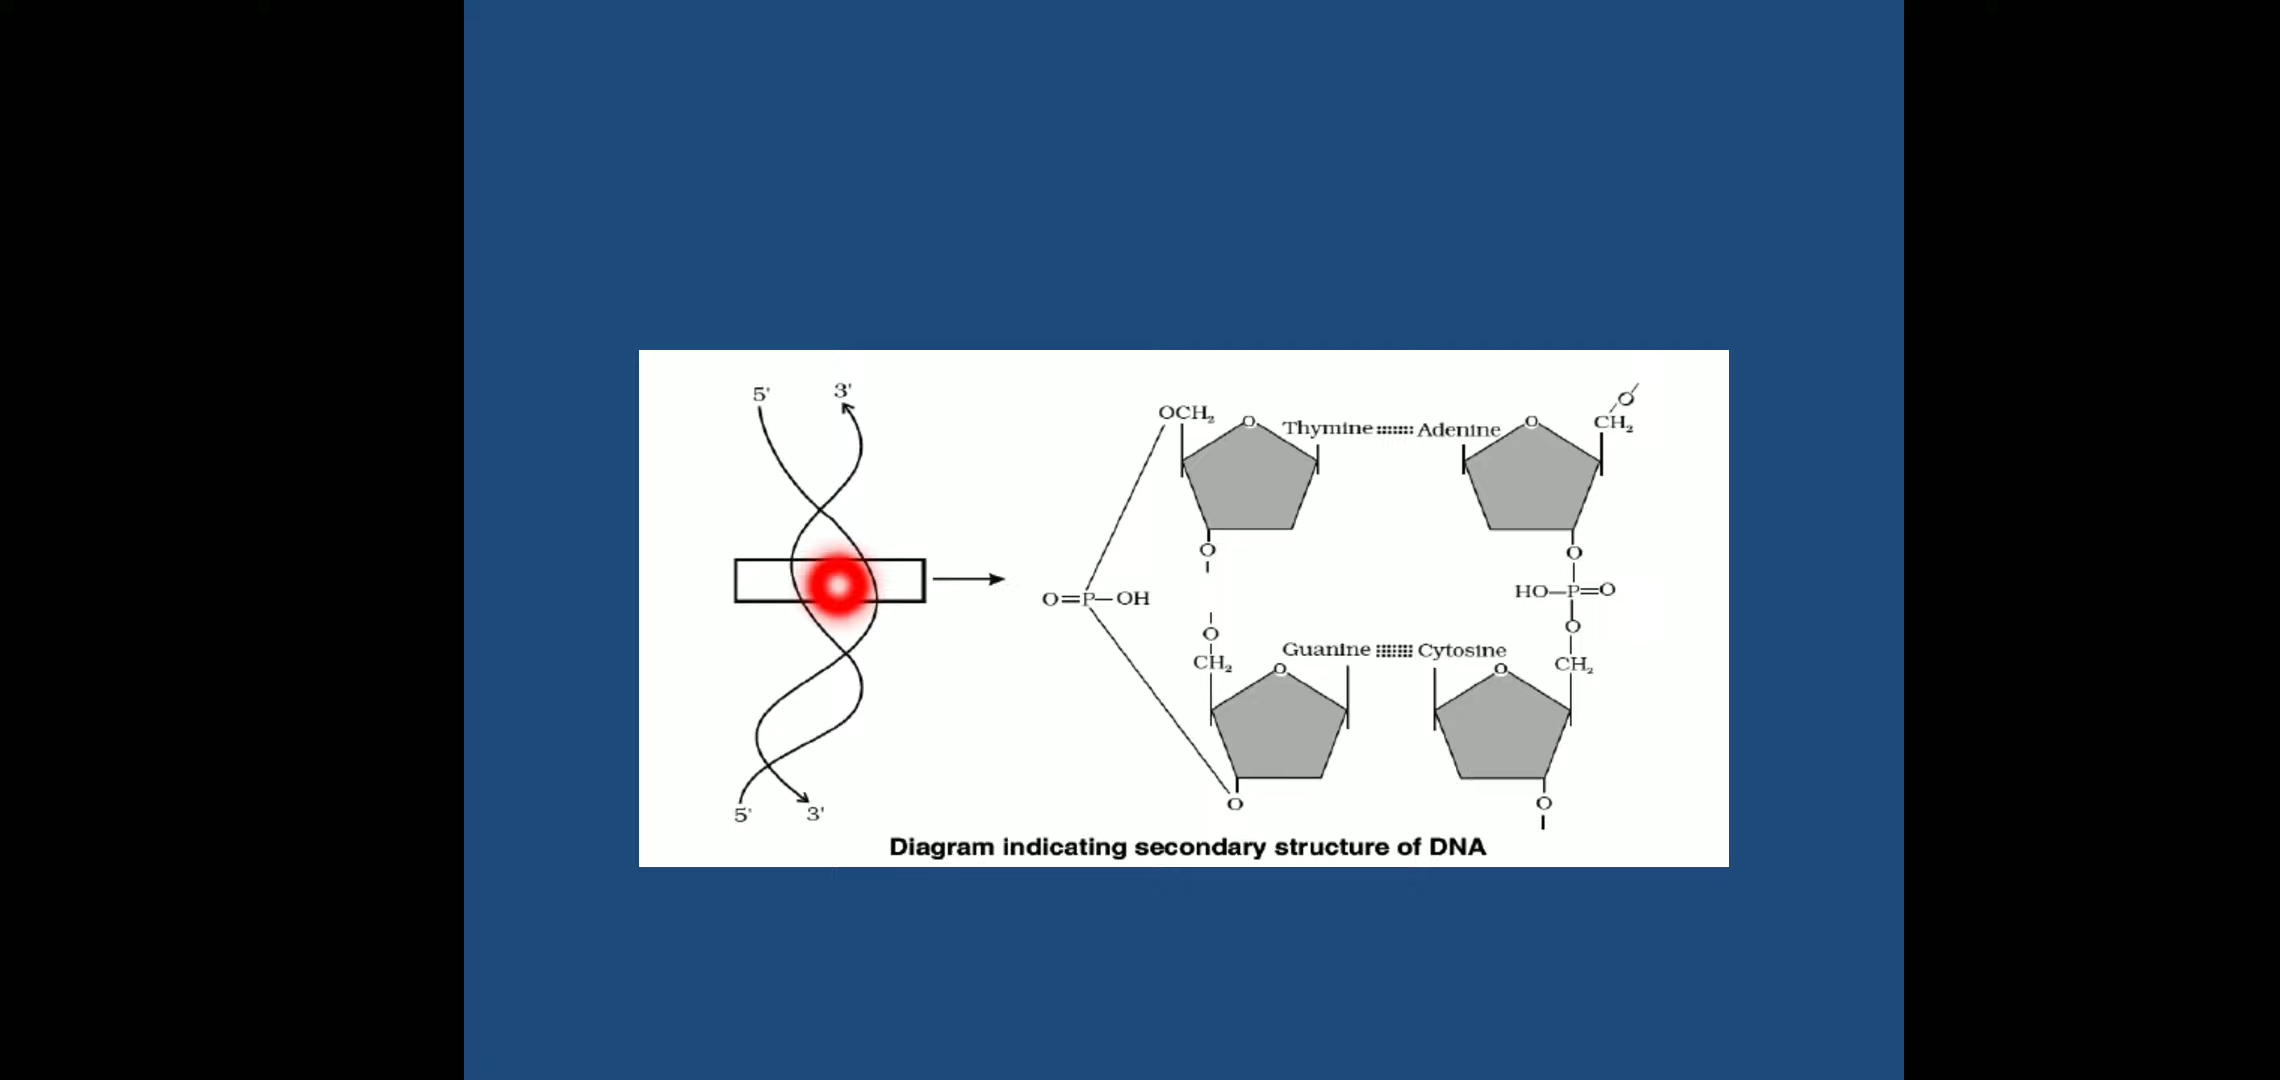 5' 3'
OCH₂ O Thymine Adenine O CH₂ O
O O
O=P—OH HO—P=O
O O
CH₂ Guanine Cytosine CH₂
O O
O O
5' 3'
Diagram indicating secondary structure of DNA